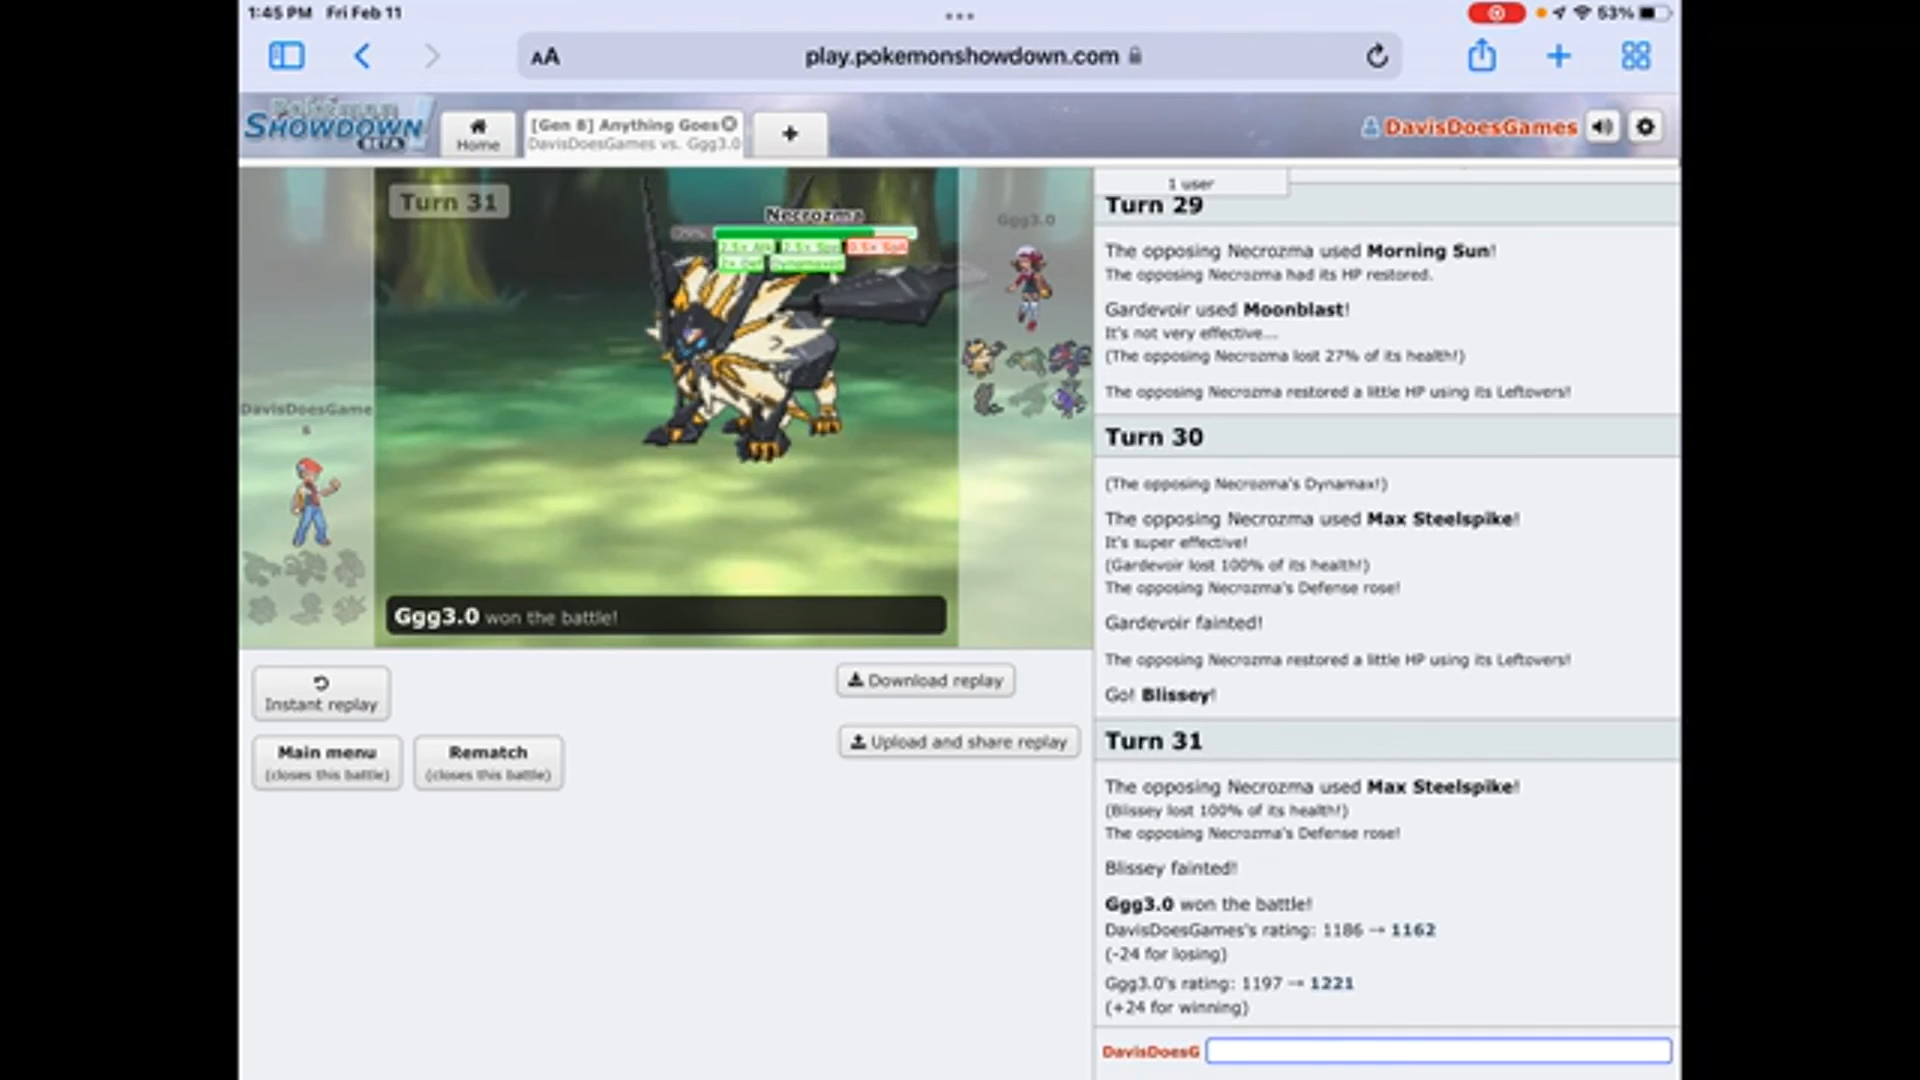 1:45 PM Fri Feb 11
53%
AA
play.pokemonshowdown.com
Pokémon
SHOWDOWN
BETA
Home
[Gen 8] Anything Goes
DavisDoesGames vs. Ggg3.0
DavisDoesGames
1 user
Turn 31
Necrozma
Ggg3.0
DavisDoesGame
s
Ggg3.0 won the battle!
Instant replay
Download replay
Upload and share replay
Main menu
(closes this battle)
Rematch
(closes this battle)
Turn 29
The opposing Necrozma used Morning Sun!
The opposing Necrozma had its HP restored.
Gardevoir used Moonblast!
It's not very effective...
(The opposing Necrozma lost 27% of its health!)
The opposing Necrozma restored a little HP using its Leftovers!
Turn 30
(The opposing Necrozma's Dynamax!)
The opposing Necrozma used Max Steelspike!
It's super effective!
(Gardevoir lost 100% of its health!)
The opposing Necrozma's Defense rose!
Gardevoir fainted!
The opposing Necrozma restored a little HP using its Leftovers!
Go! Blissey!
Turn 31
The opposing Necrozma used Max Steelspike!
(Blissey lost 100% of its health!)
The opposing Necrozma's Defense rose!
Blissey fainted!
Ggg3.0 won the battle!
DavisDoesGames's rating: 1186 → 1162
(-24 for losing)
Ggg3.0's rating: 1197 → 1221
(+24 for winning)
DavisDoesG